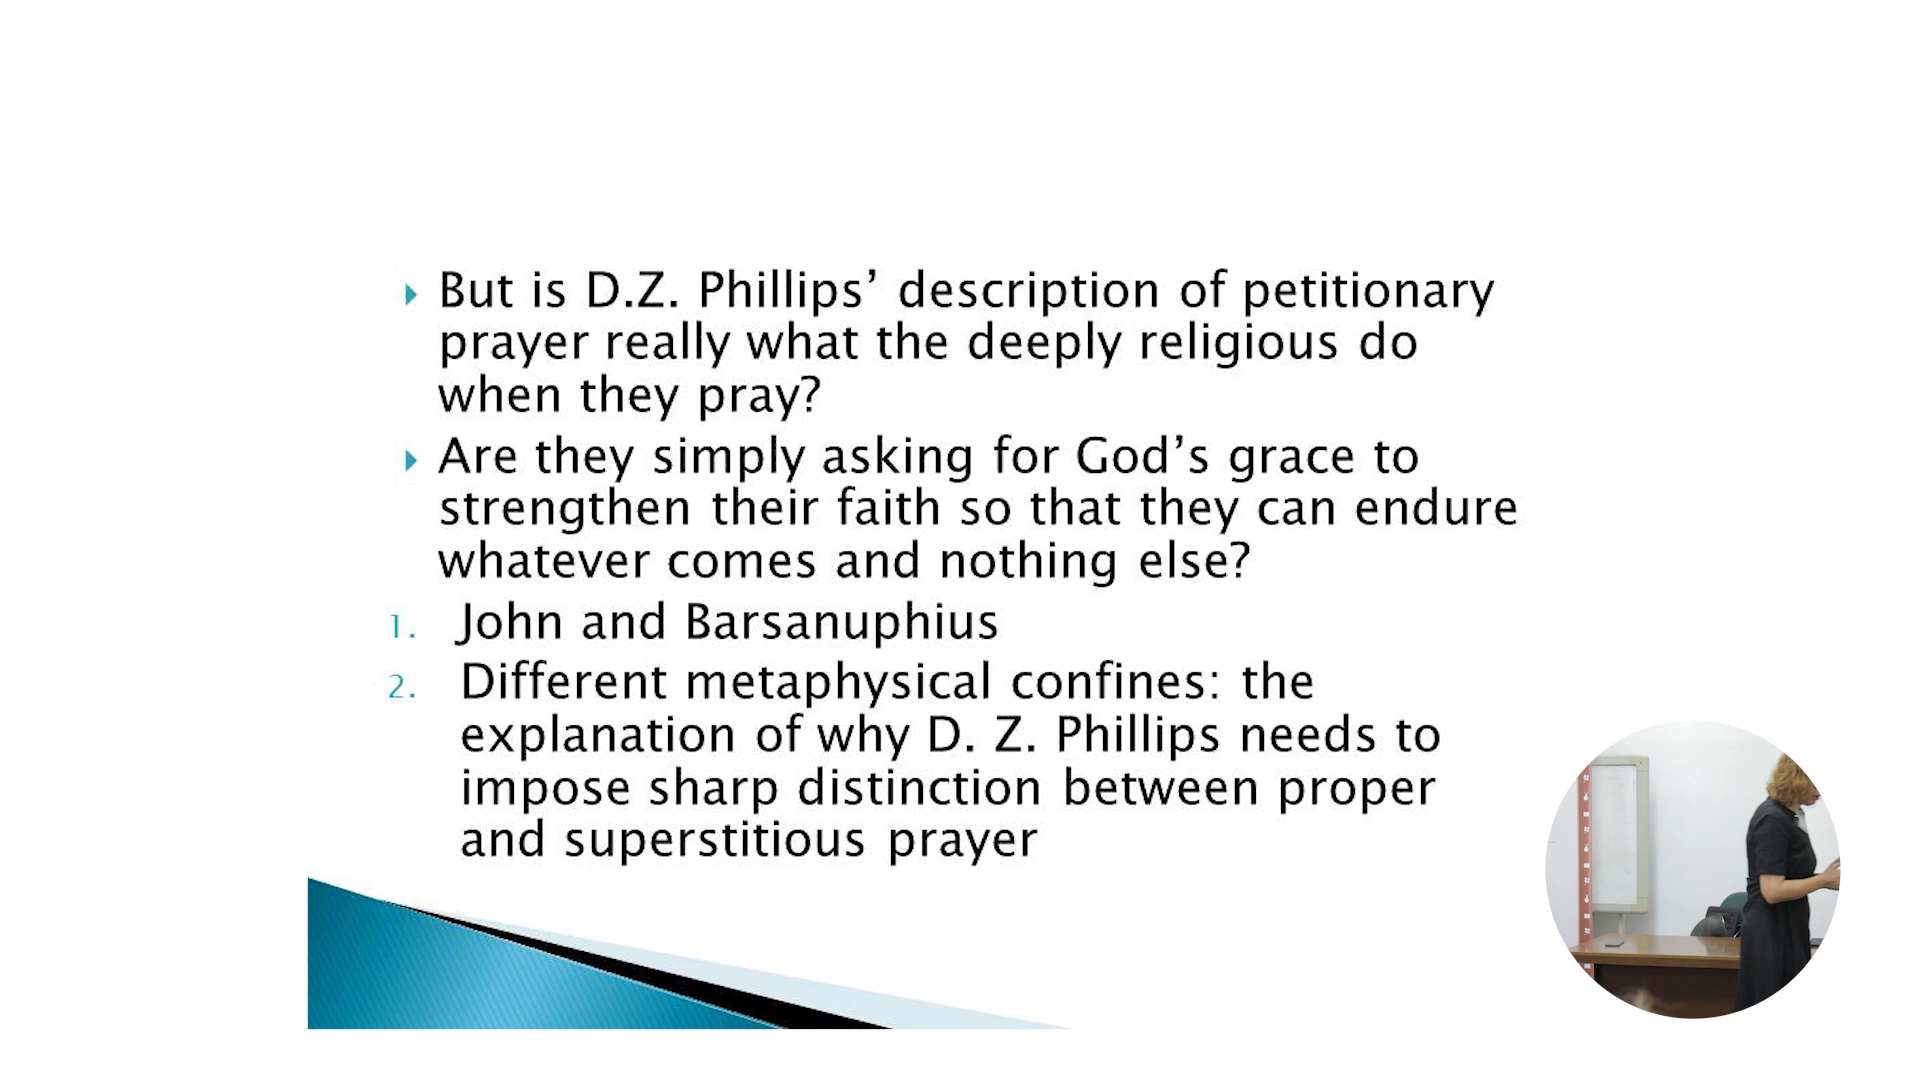 But is D.Z. Phillips’ description of petitionary
prayer really what the deeply religious do
when they pray?
Are they simply asking for God’s grace to
strengthen their faith so that they can endure
whatever comes and nothing else?
1. John and Barsanuphius
2. Different metaphysical confines: the
explanation of why D. Z. Phillips needs to
impose sharp distinction between proper
and superstitious prayer